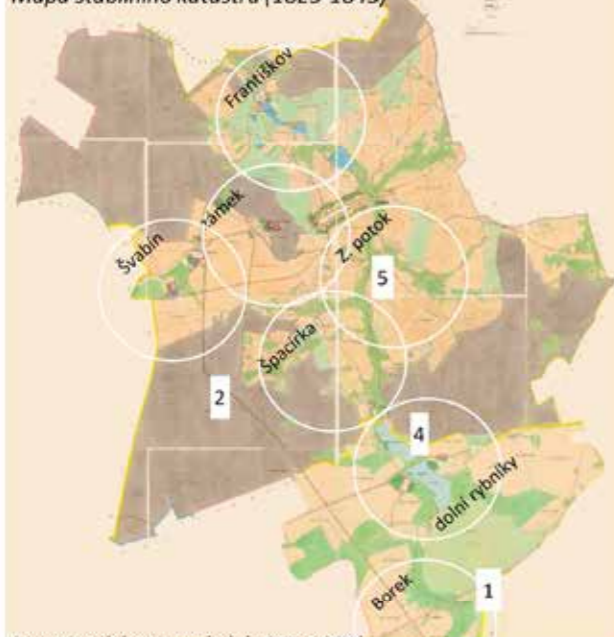 Mapa stabilního katastru (1825-1843)
Františkov
zámek
Švabín
Z. potok
5
Špacírka
2
4
dolní rybníky
Borek
1